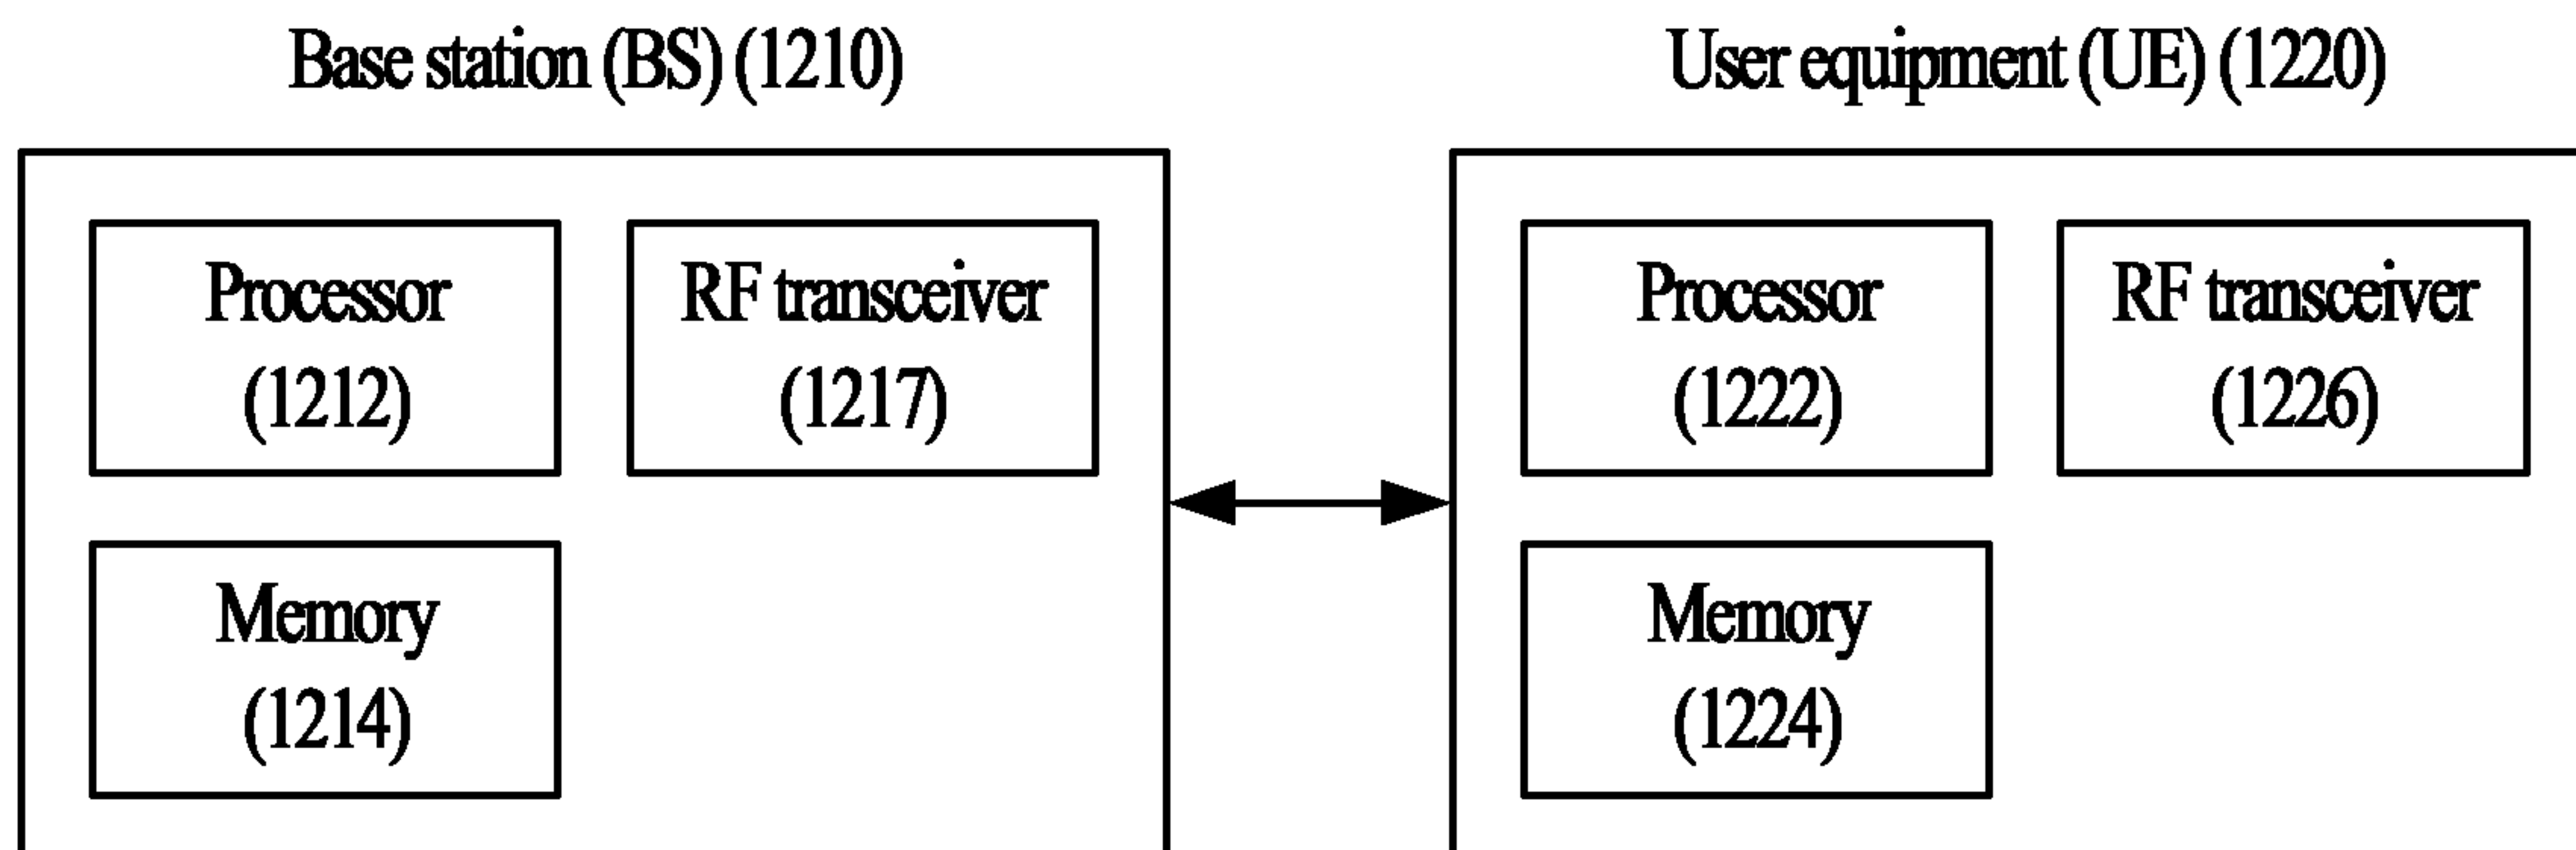 Base station (BS) (1210)
Processor
(1212)
RF transceiver
(1217)
Memory
(1214)
User equipment (UE) (1220)
Processor
(1222)
RF transceiver
(1226)
Memory
(1224)